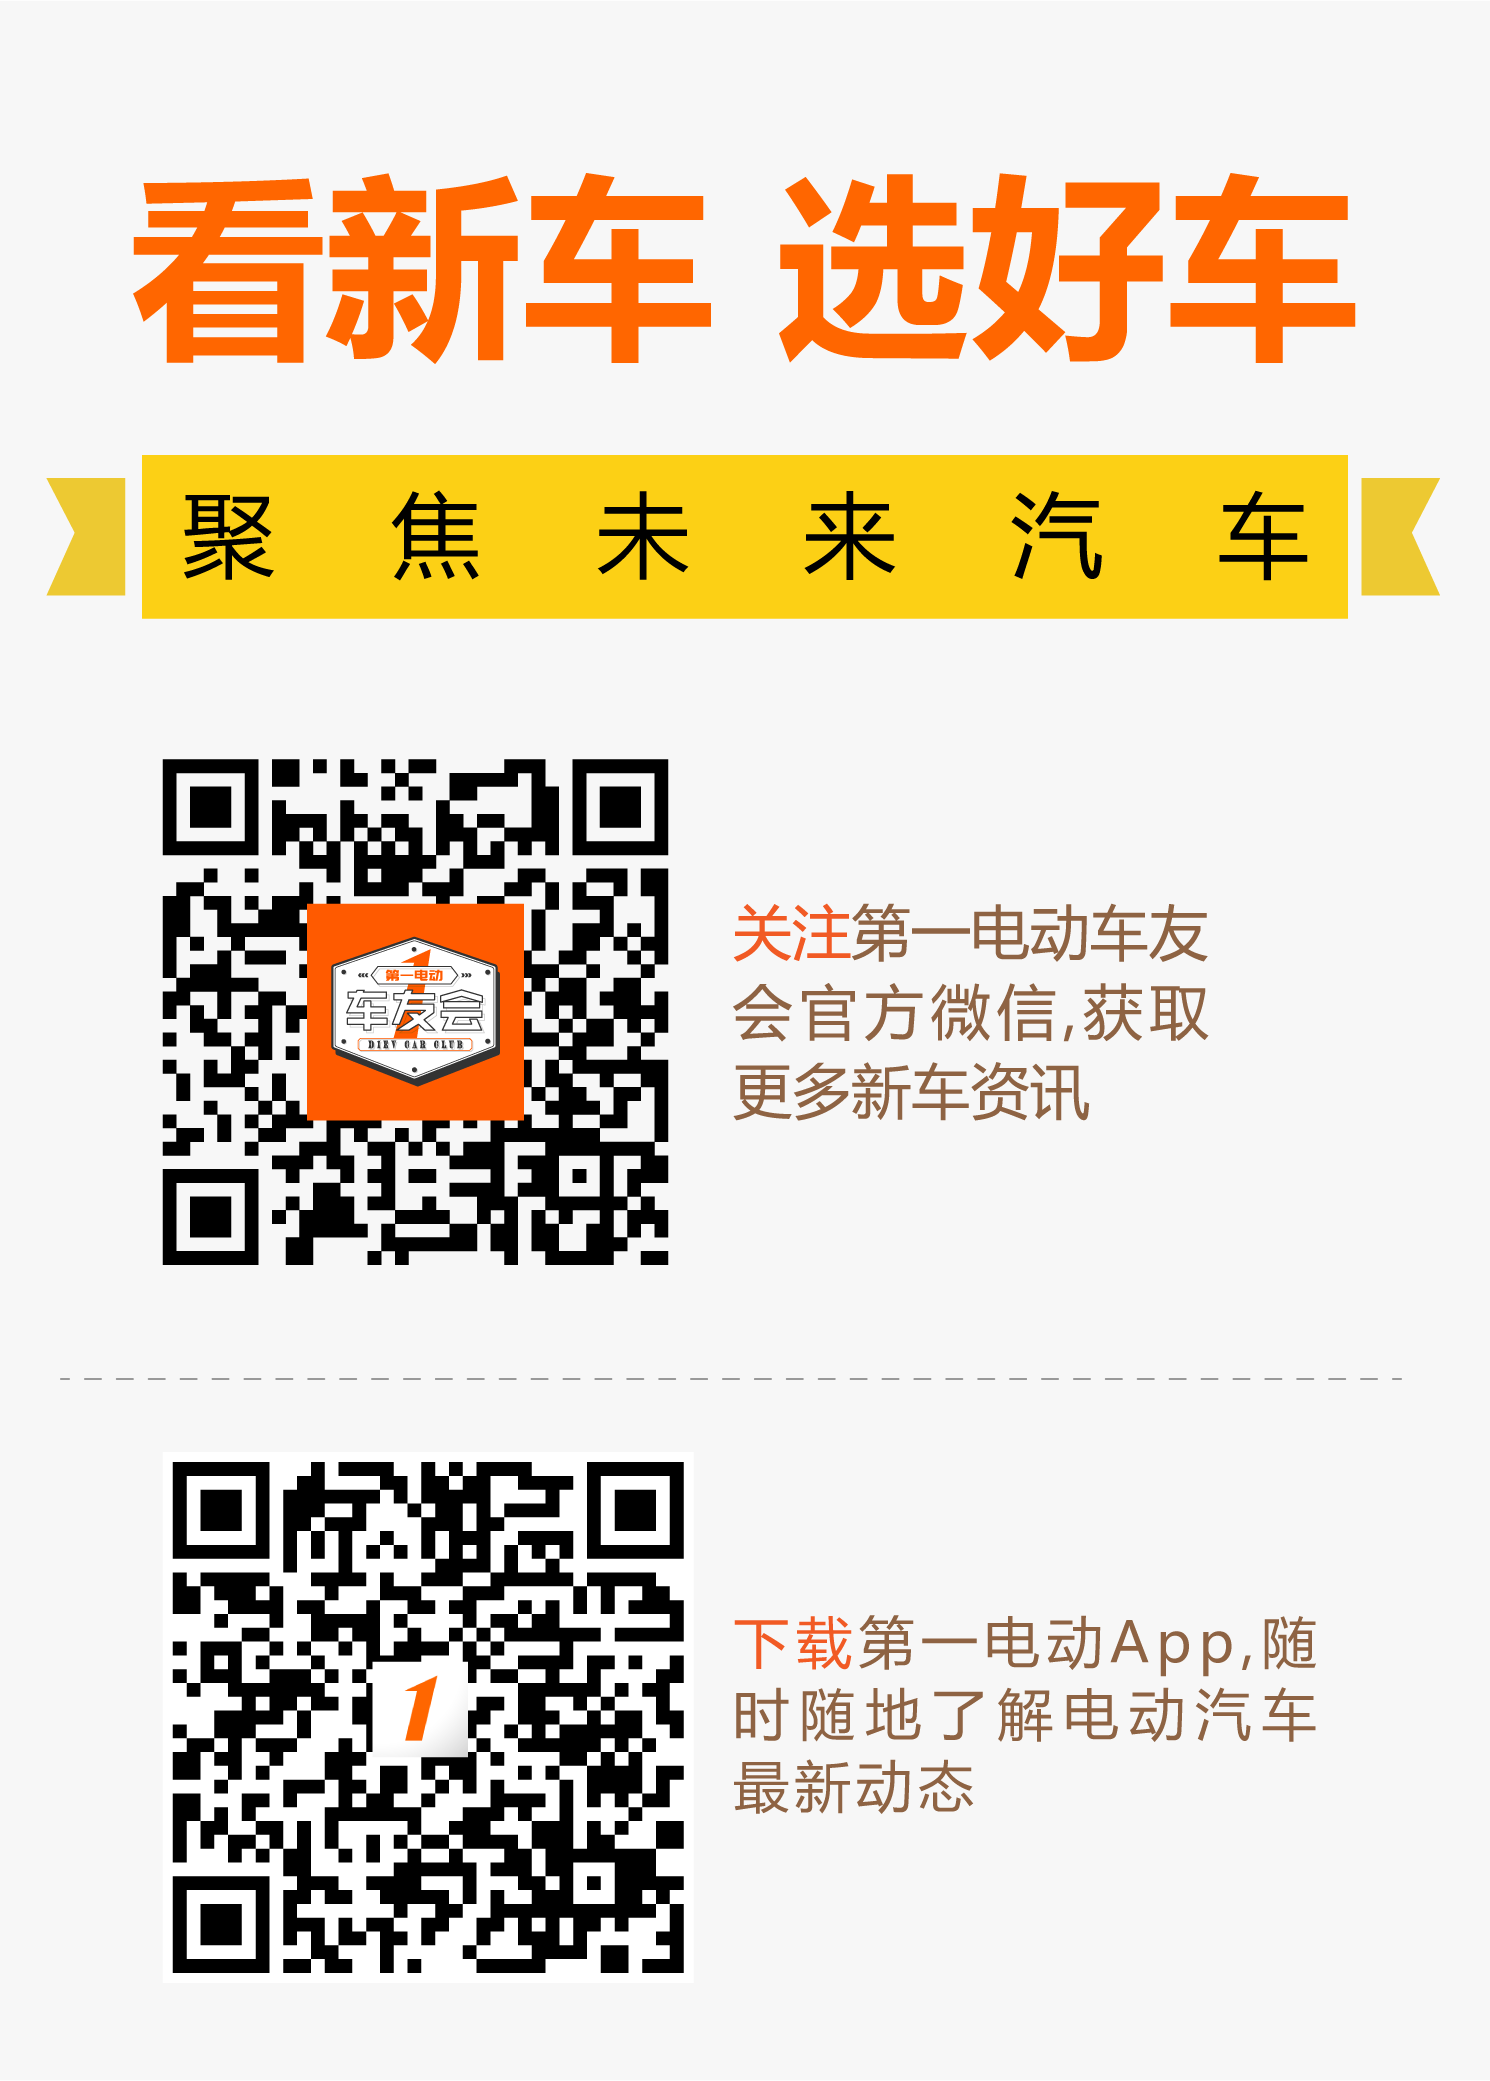 看新车 选好车
聚焦未来汽车
第一电动
车友会
D1EV CAR CLUB
关注第一电动车友
会官方微信,获取
更多新车资讯
1
下载第一电动App,随
时随地了解电动汽车
最新动态